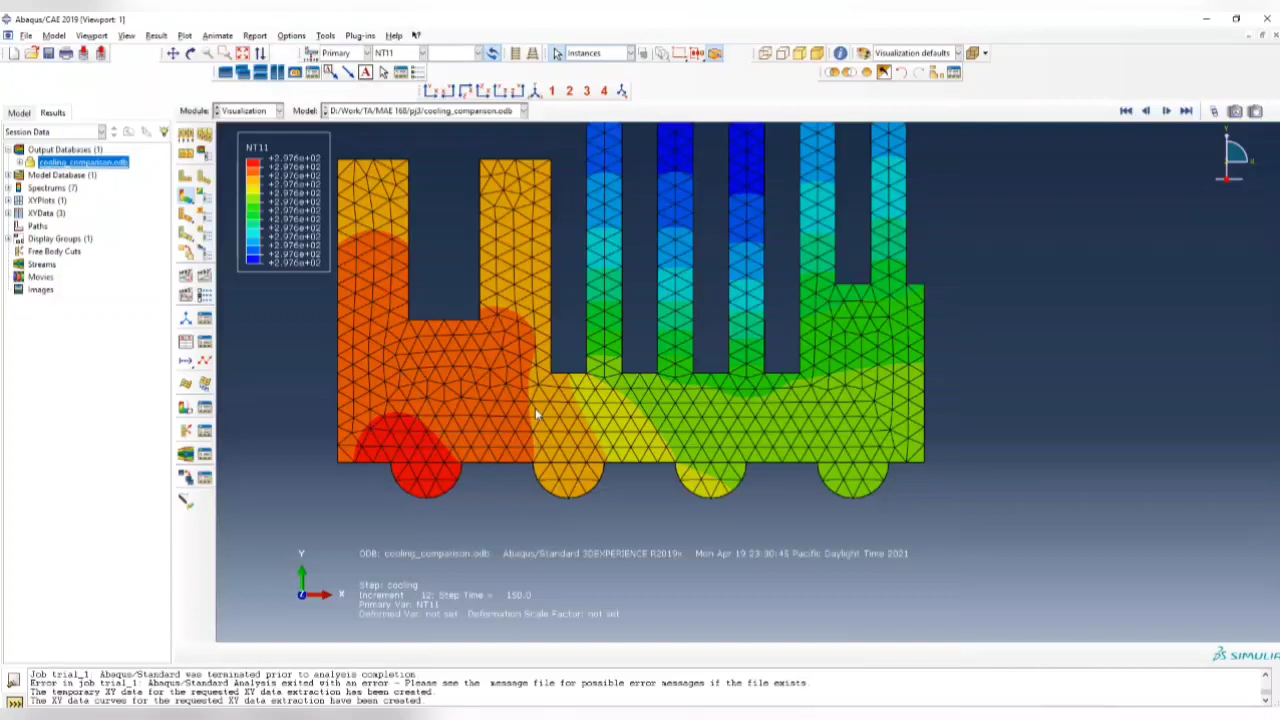 Abaqus/CAE 2019 [Viewport: 1]
File Model Viewport View Result Plot Animate Report Options Tools Plug-ins Help
Primary NT11 Instances Visualization defaults
1 2 3 4
Model Results Module: Visualization Model: D:/Work/TA/MAE 168/pj3/cooling_comparison.odb
Session Data
Output Databases (1)
cooling_comparison.odb
Model Database (1)
Spectrums (7)
XYPlots (1)
XYData (3)
Paths
Display Groups (1)
Free Body Cuts
Streams
Movies
Images
NT11
+2.976e+02
+2.976e+02
+2.976e+02
+2.976e+02
+2.976e+02
+2.976e+02
+2.976e+02
+2.976e+02
+2.976e+02
+2.976e+02
+2.976e+02
+2.976e+02
+2.976e+02
Y
Y
X
Z
ODB: cooling_comparison.odb Abaqus/Standard 3DEXPERIENCE R2019x Mon Apr 19 23:30:45 Pacific Daylight Time 2021
Step: cooling
Increment 12: Step Time = 150.0
Primary Var: NT11
Deformed Var: not set Deformation Scale Factor: not set
SIMULIA
Job trial_1: Abaqus/Standard was terminated prior to analysis completion
Error in job trial_1: Abaqus/Standard Analysis exited with an error - Please see the message file for possible error messages if the file exists.
The temporary XY data for the requested XY data extraction has been created.
The XY data curves for the requested XY data extraction have been created.
>>>